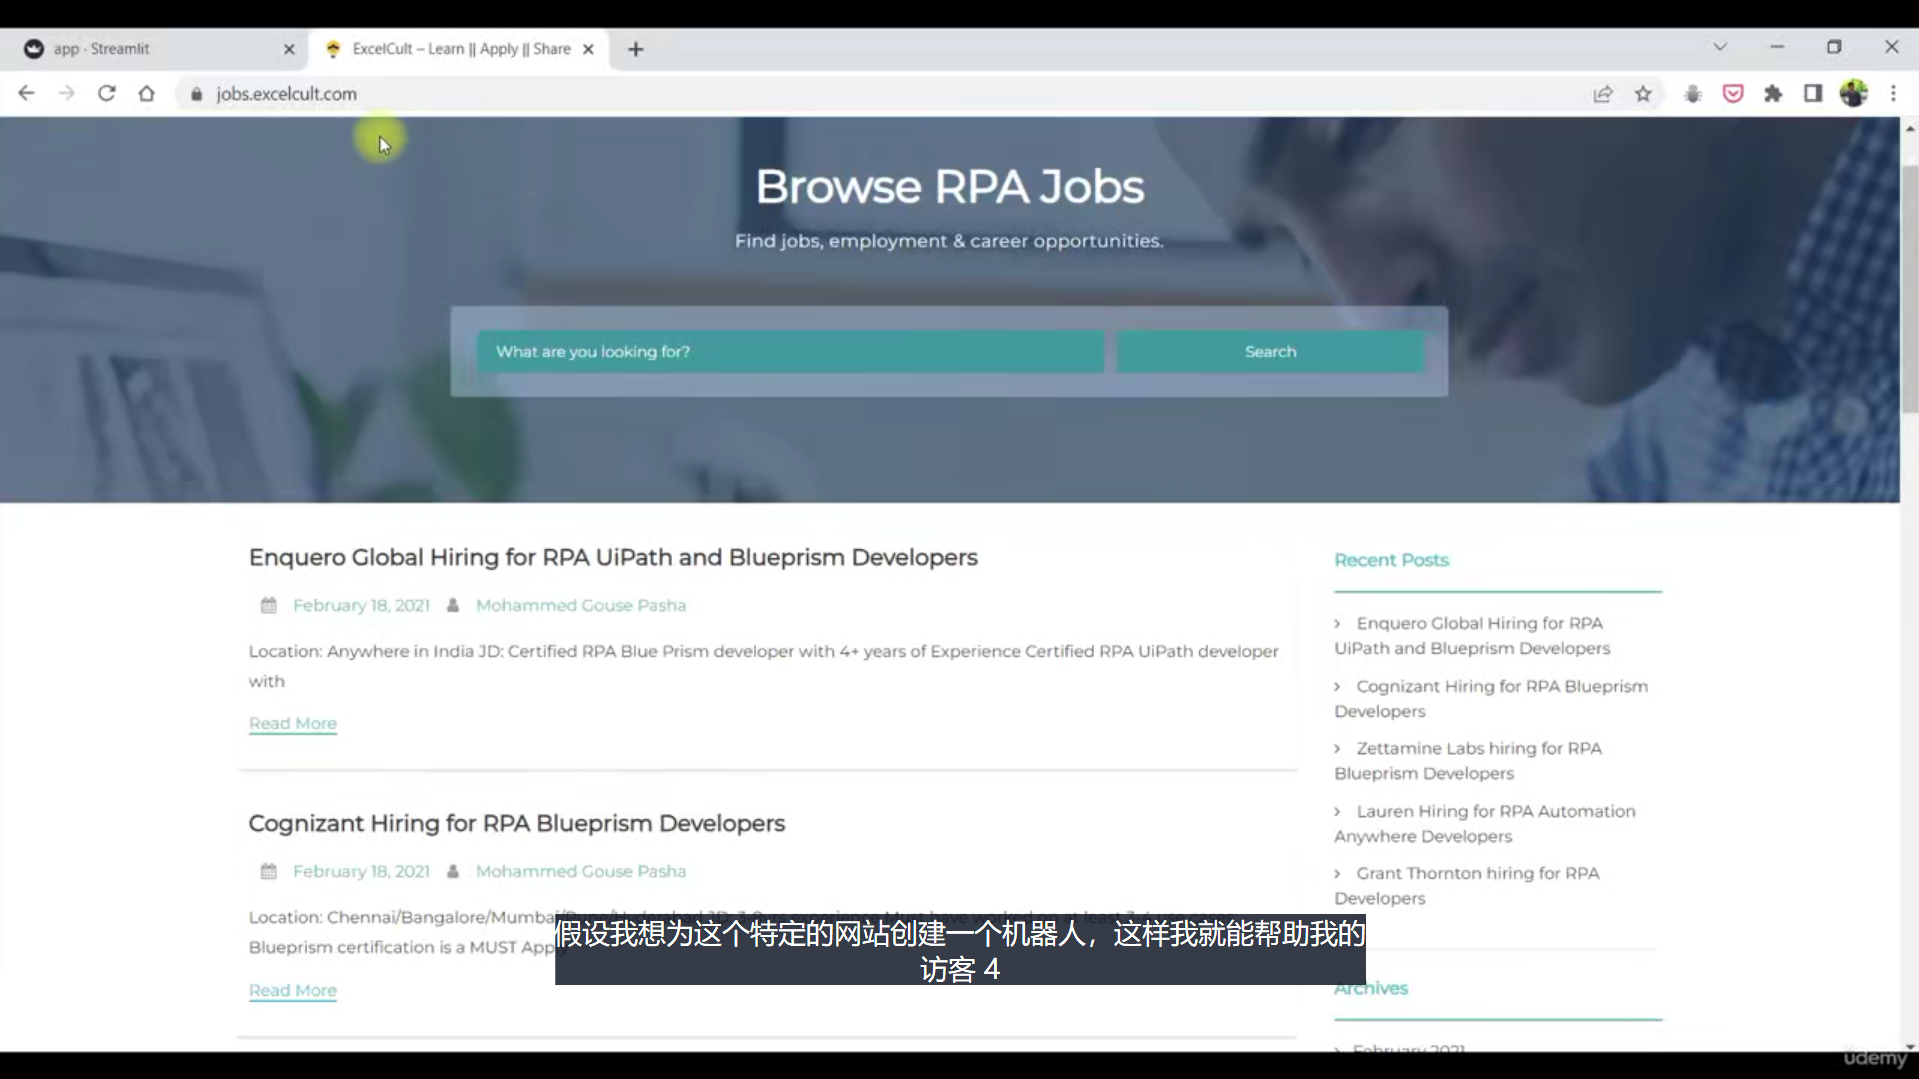 app · Streamlit
ExcelCult – Learn || Apply || Share
jobs.excelcult.com
Browse RPA Jobs
Find jobs, employment & career opportunities.
What are you looking for?
Search
Enquero Global Hiring for RPA UiPath and Blueprism Developers
February 18, 2021 Mohammed Gouse Pasha
Location: Anywhere in India JD: Certified RPA Blue Prism developer with 4+ years of Experience Certified RPA UiPath developer
with
Read More
Cognizant Hiring for RPA Blueprism Developers
February 18, 2021 Mohammed Gouse Pasha
Location: Chennai/Bangalore/Mumbai/Pune/Hyderabad
Blueprism certification is a MUST
Read More
Recent Posts
Enquero Global Hiring for RPA
UiPath and Blueprism Developers
Cognizant Hiring for RPA Blueprism
Developers
Zettamine Labs hiring for RPA
Blueprism Developers
Lauren Hiring for RPA Automation
Anywhere Developers
Grant Thornton hiring for RPA
Developers
Archives
February 2021
假设我想为这个特定的网站创建一个机器人，这样我就能帮助我的
访客 4
udemy